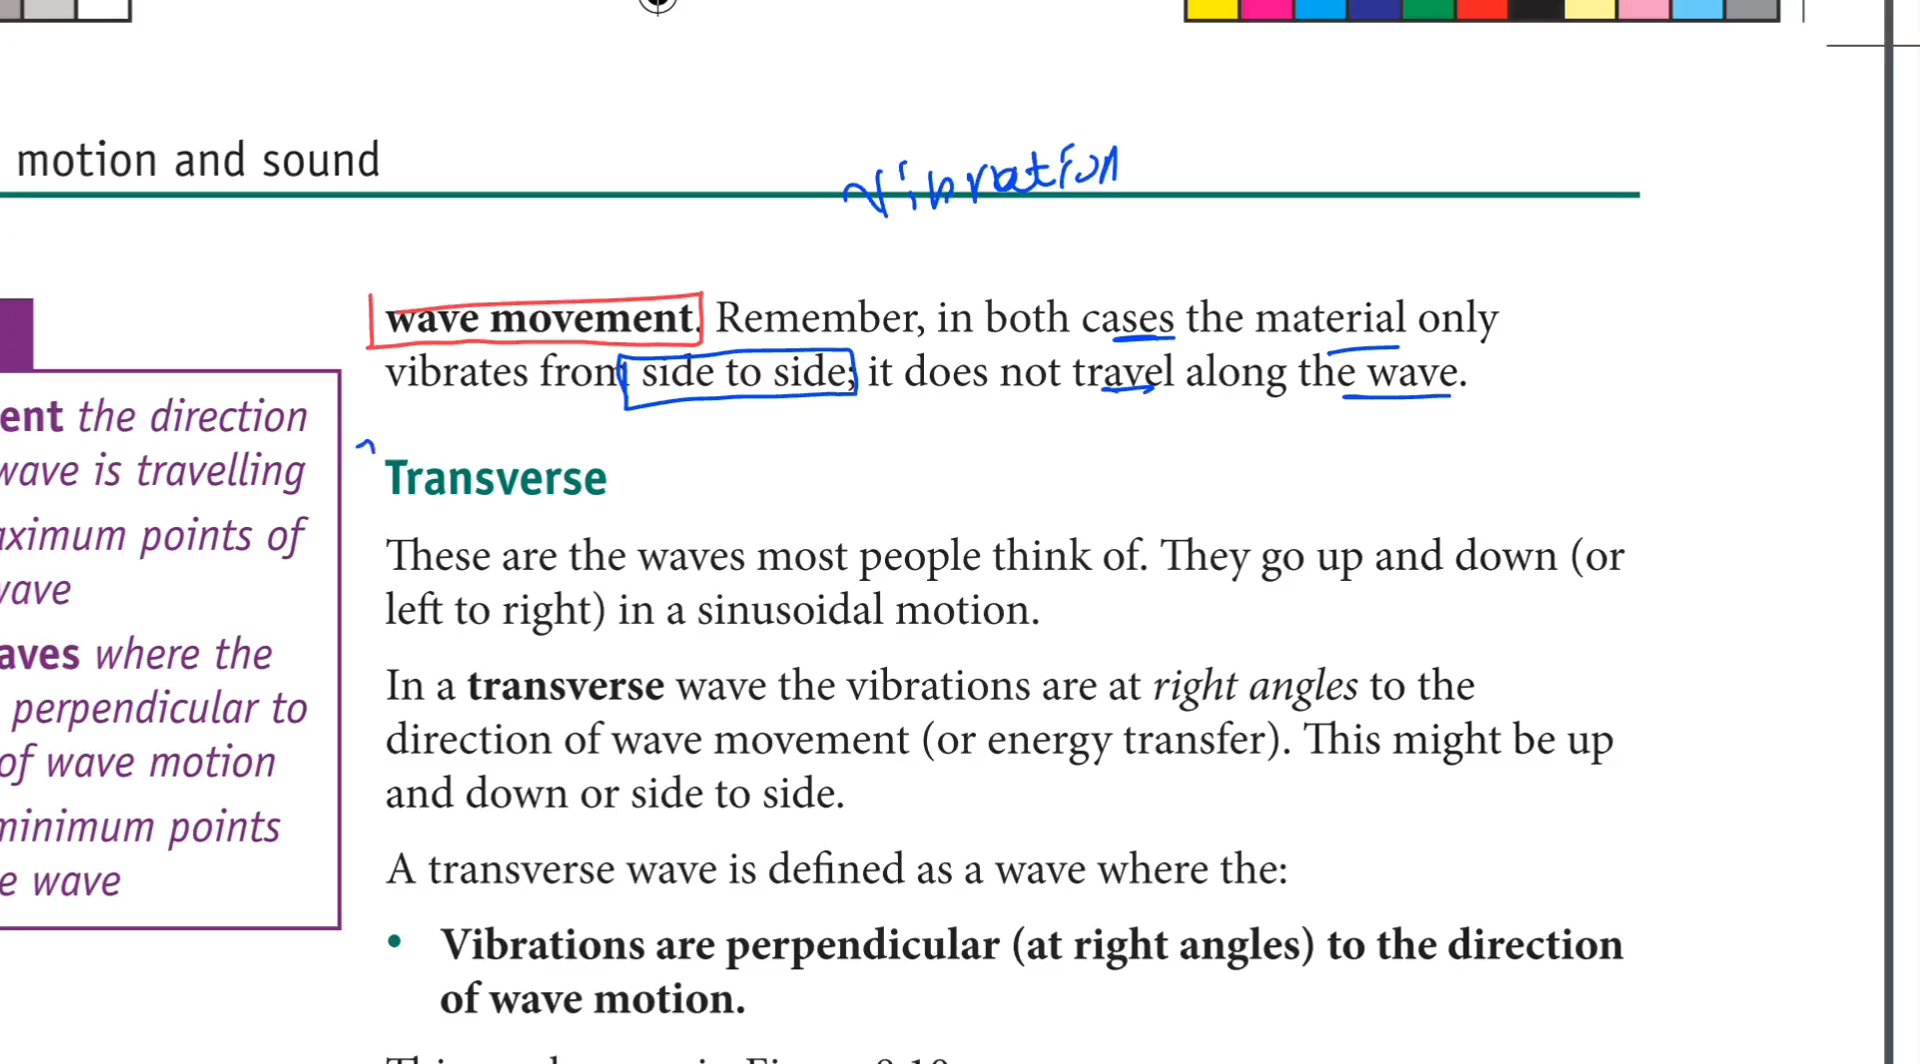 motion and sound
vibration
wave movement. Remember, in both cases the material only
vibrates from side to side; it does not travel along the wave.
ent the direction
wave is travelling
aximum points of
wave
aves where the
perpendicular to
of wave motion
minimum points
e wave
Transverse
These are the waves most people think of. They go up and down (or
left to right) in a sinusoidal motion.
In a transverse wave the vibrations are at right angles to the
direction of wave movement (or energy transfer). This might be up
and down or side to side.
A transverse wave is defined as a wave where the:
• Vibrations are perpendicular (at right angles) to the direction
of wave motion.